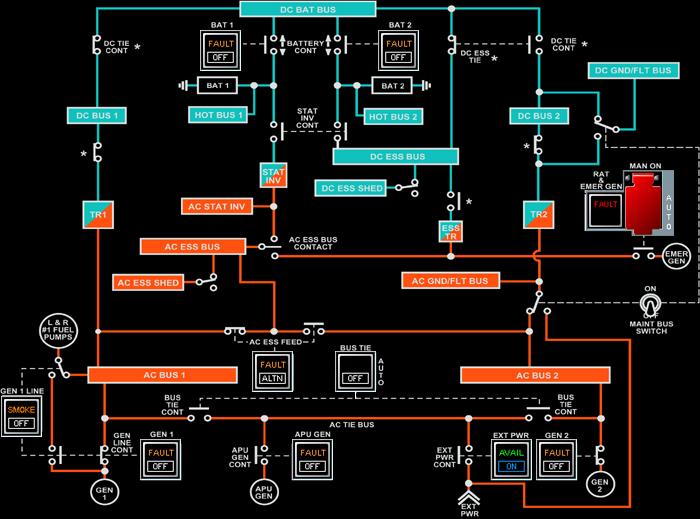 DC BAT BUS
BAT 1
FAULT
OFF
BATTERY
CONT
BAT 2
FAULT
OFF
DC TIE
CONT *
DC ESS
TIE *
DC TIE *
CONT
DC GND/FLT BUS
BAT 1
BAT 2
HOT BUS 1
HOT BUS 2
DC BUS 1
DC BUS 2
STAT
INV
CONT
*
*
DC ESS BUS
STAT
INV
DC ESS SHED
*
RAT
&
EMER GEN
FAULT
MAN ON
AUTO
AC STAT INV
TR1
ESS
TR
TR2
AC ESS BUS
AC ESS BUS
CONTACT
EMER
GEN
AC ESS SHED
AC GND/FLT BUS
ON
OFF
MAINT BUS
SWITCH
L & R
#1 FUEL
PUMPS
AC ESS FEED
FAULT
ALTN
BUS TIE
OFF
AUTO
AC BUS 1
AC BUS 2
GEN 1 LINE
SMOKE
OFF
BUS
TIE
CONT
BUS
TIE
CONT
AC TIE BUS
GEN
LINE
CONT
GEN 1
FAULT
OFF
APU
GEN
CONT
APU GEN
FAULT
OFF
EXT
PWR
CONT
EXT PWR
AVAIL
ON
GEN 2
FAULT
OFF
GEN
1
APU
GEN
EXT
PWR
GEN
2